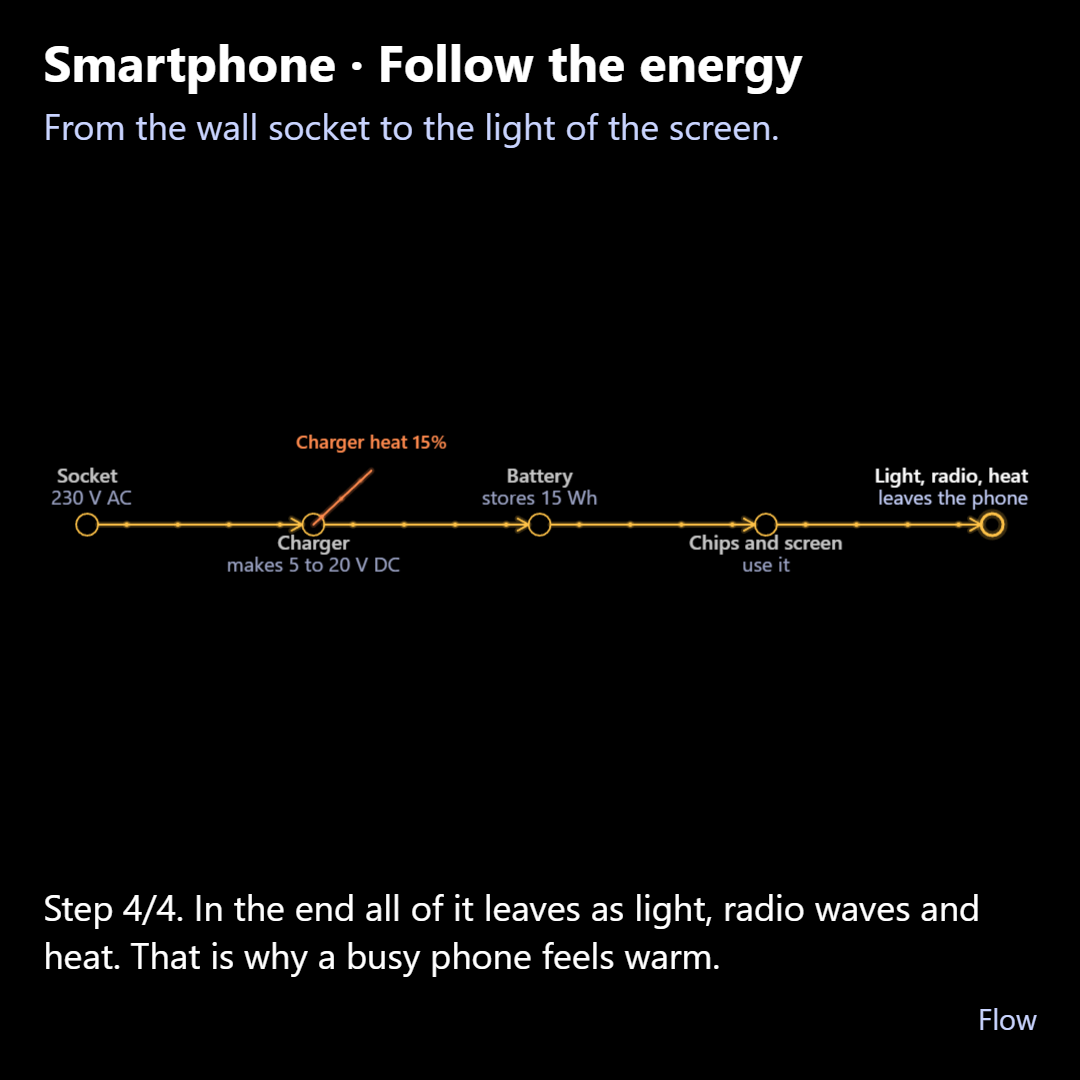 Smartphone · Follow the energy
From the wall socket to the light of the screen.
Charger heat 15%
Socket
230 V AC
Charger
makes 5 to 20 V DC
Battery
stores 15 Wh
Chips and screen
use it
Light, radio, heat
leaves the phone
Step 4/4. In the end all of it leaves as light, radio waves and
heat. That is why a busy phone feels warm.
Flow